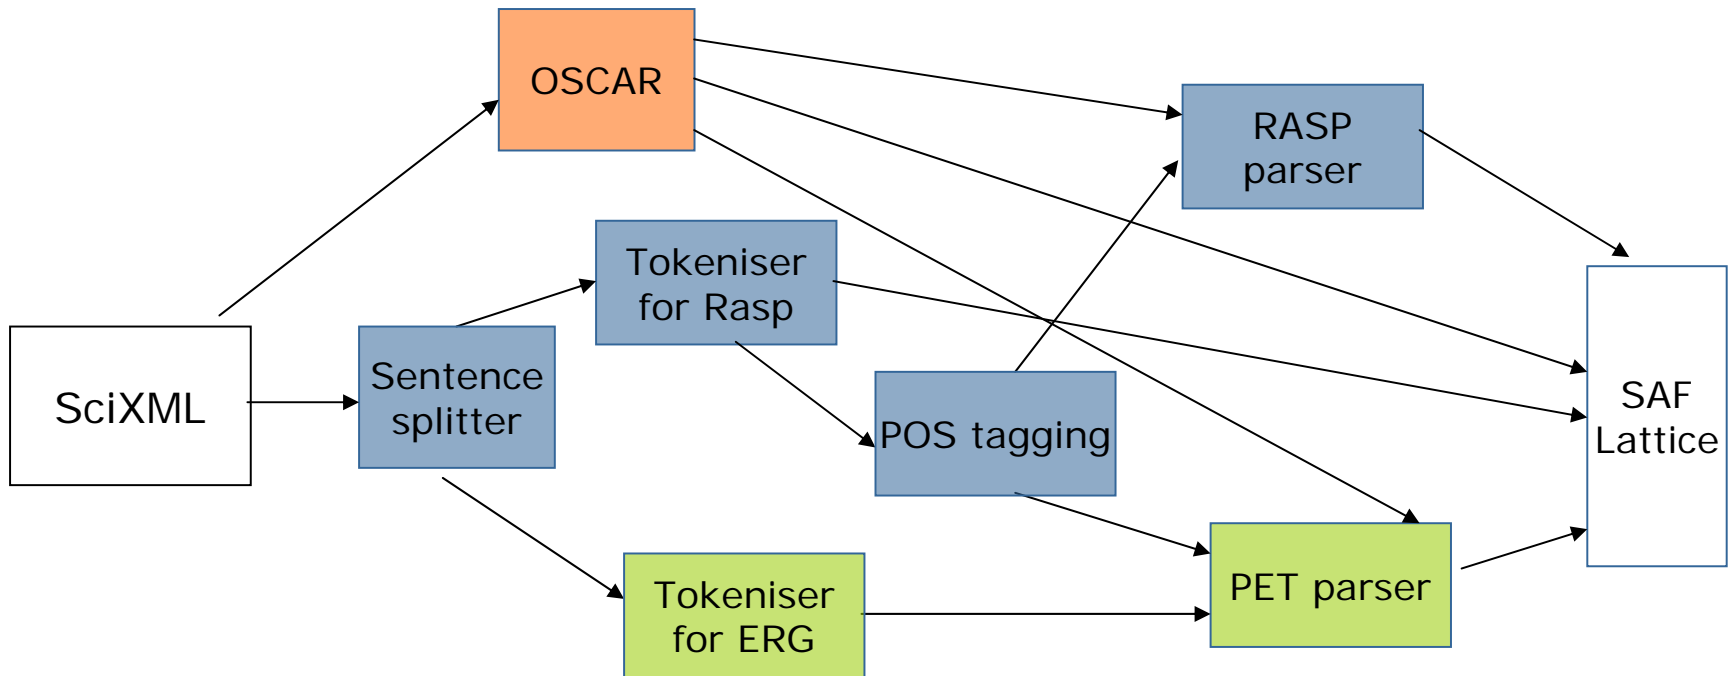 OSCAR
RASP
parser
Tokeniser
for Rasp
SciXML
Sentence
splitter
POS tagging
SAF
Lattice
Tokeniser
for ERG
PET parser